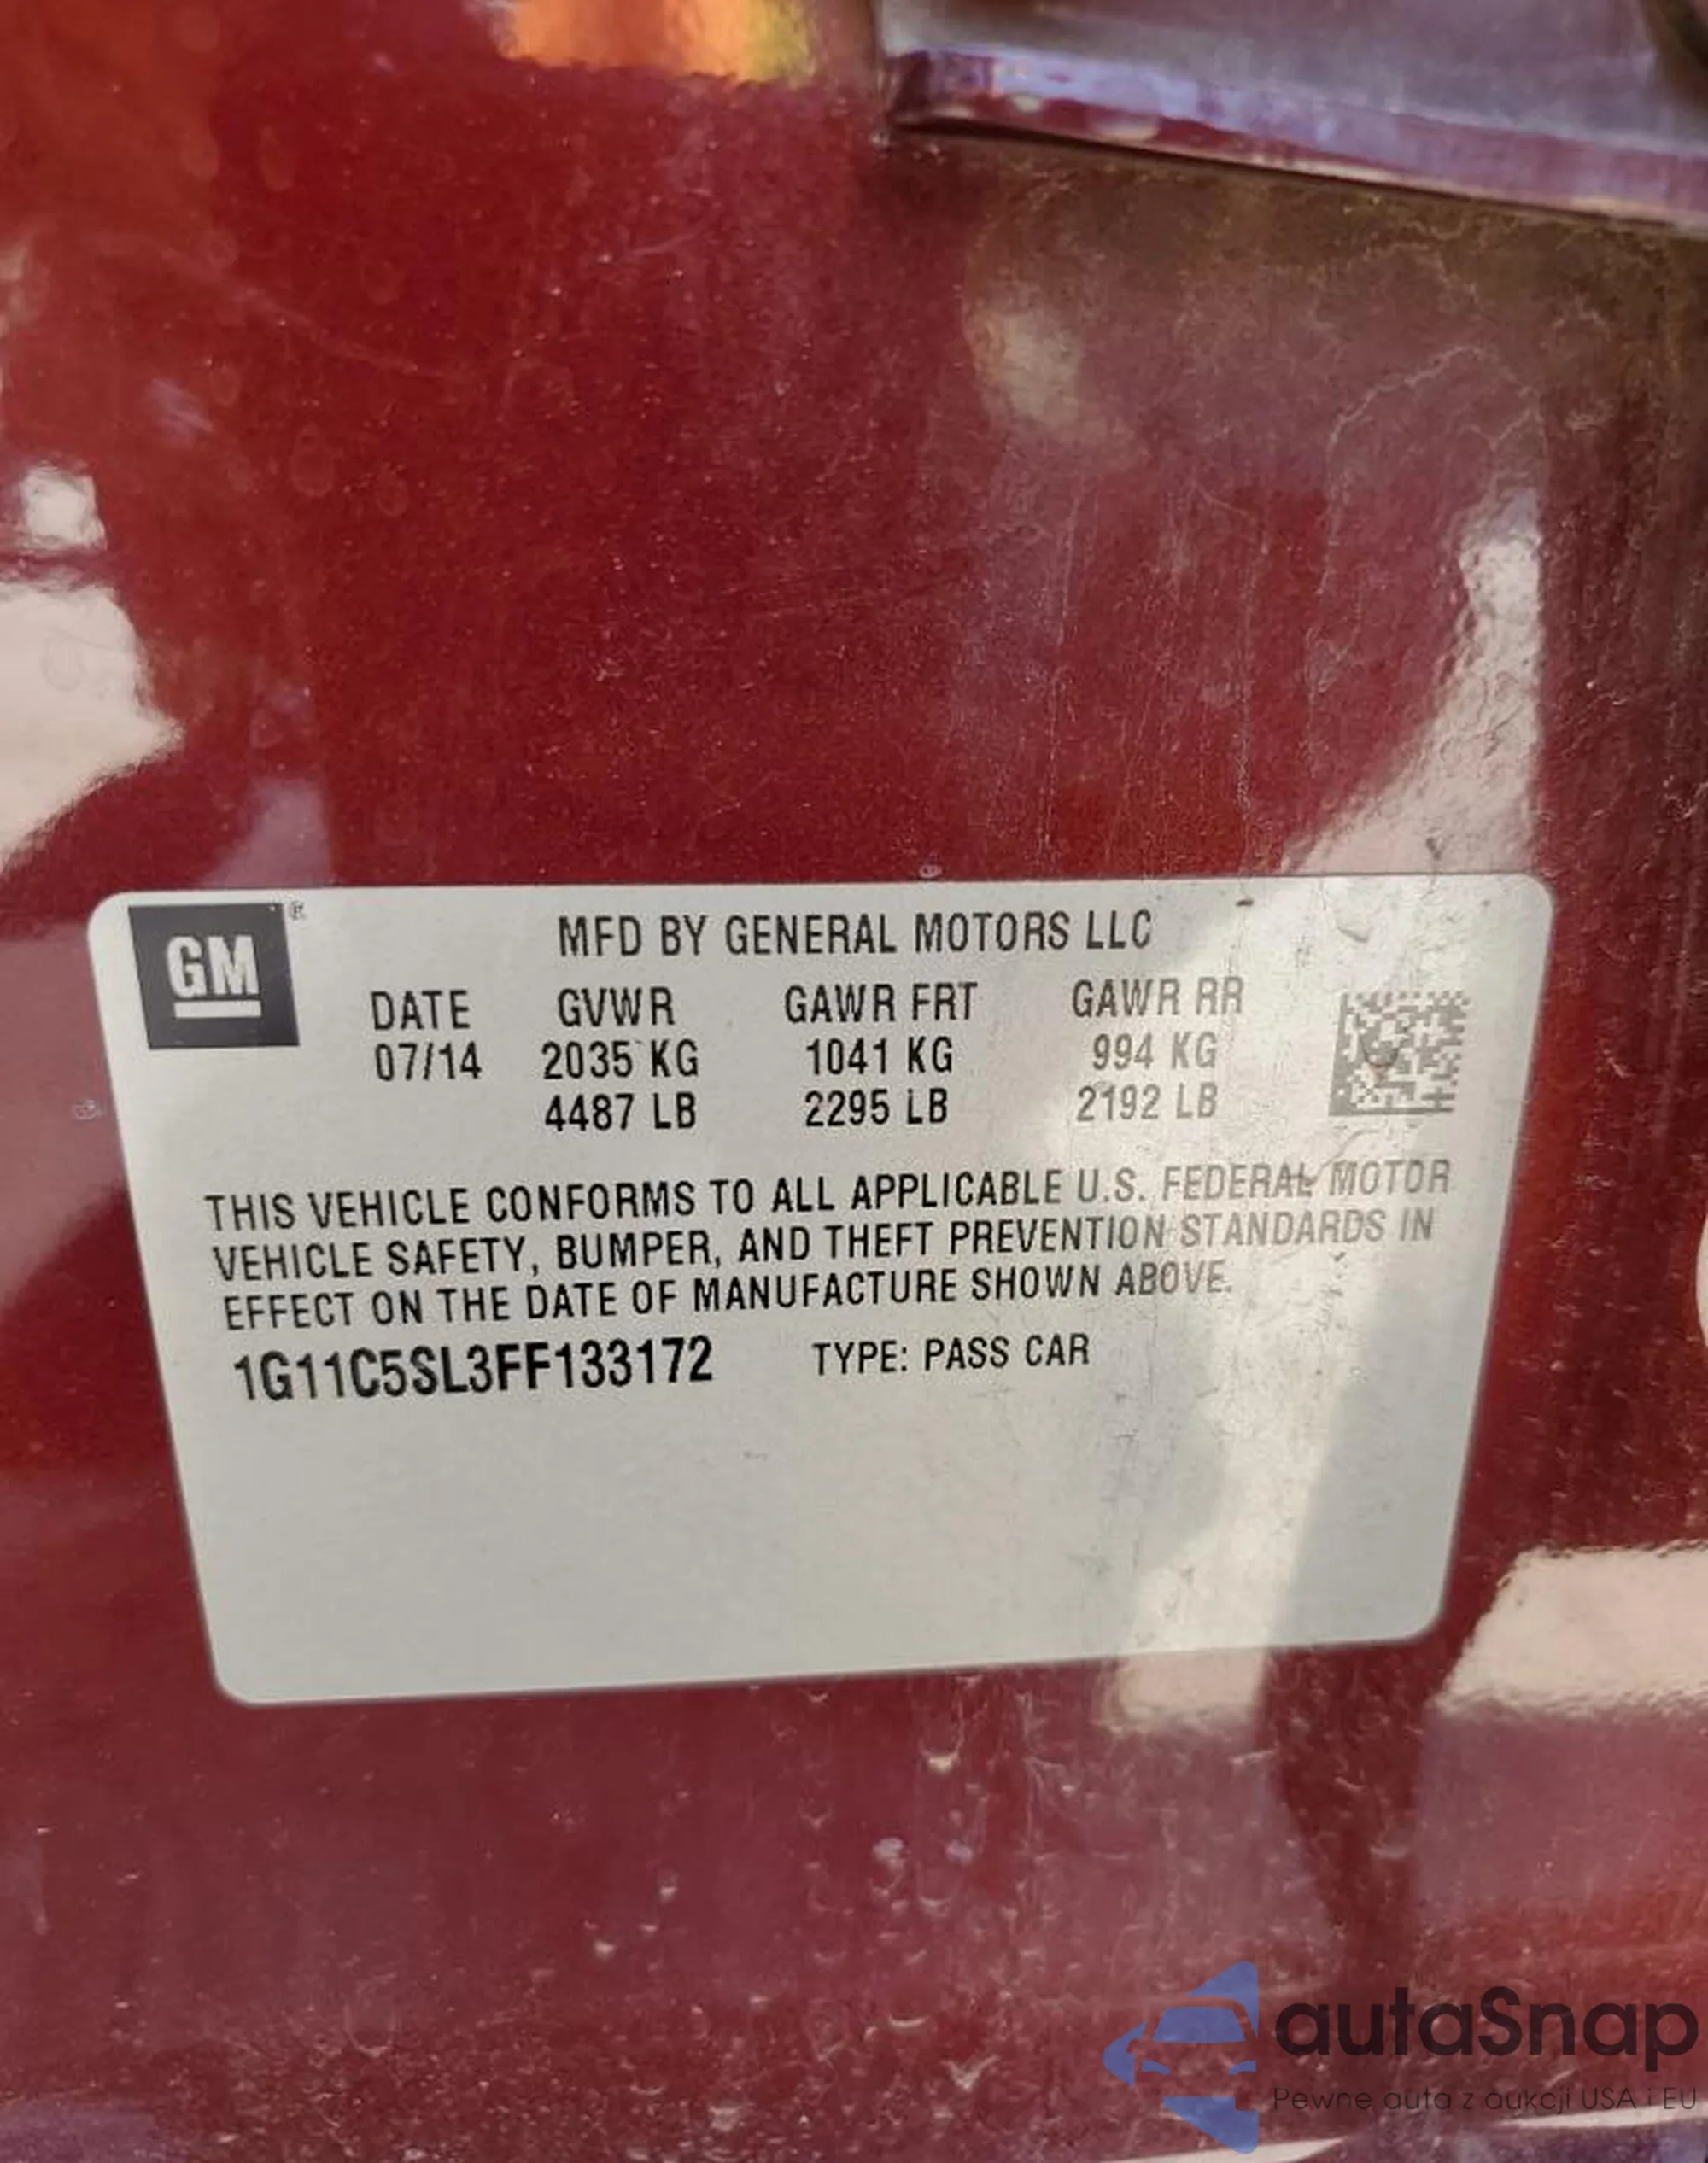 GM ®
MFD BY GENERAL MOTORS LLC
DATE GVWR GAWR FRT GAWR RR
07/14 2035 KG 1041 KG 994 KG
4487 LB 2295 LB 2192 LB
THIS VEHICLE CONFORMS TO ALL APPLICABLE U.S. FEDERAL MOTOR
VEHICLE SAFETY, BUMPER, AND THEFT PREVENTION STANDARDS IN
EFFECT ON THE DATE OF MANUFACTURE SHOWN ABOVE.
1G11C5SL3FF133172 TYPE: PASS CAR
autaSnap
Pewne auta z aukcji USA i EU